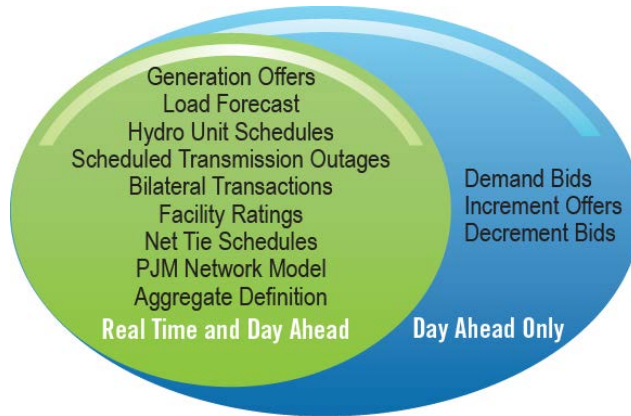 Generation Offers
Load Forecast
Hydro Unit Schedules
Scheduled Transmission Outages
Bilateral Transactions
Facility Ratings
Net Tie Schedules
PJM Network Model
Aggregate Definition
Real Time and Day Ahead
Demand Bids
Increment Offers
Decrement Bids
Day Ahead Only